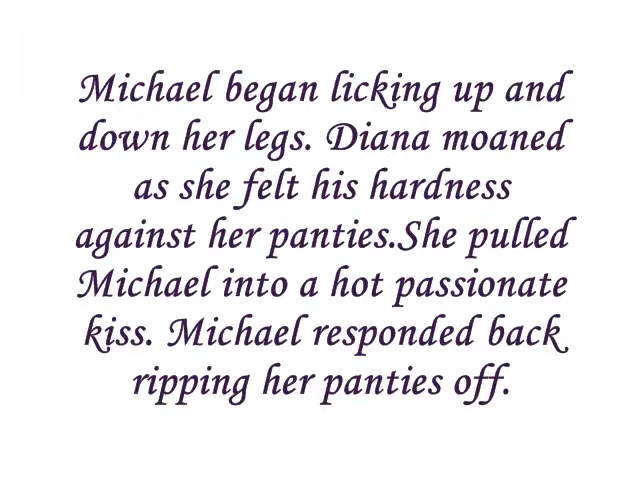 Michael began licking up and
down her legs. Diana moaned
as she felt his hardness
against her panties.She pulled
Michael into a hot passionate
kiss. Michael responded back
ripping her panties off.